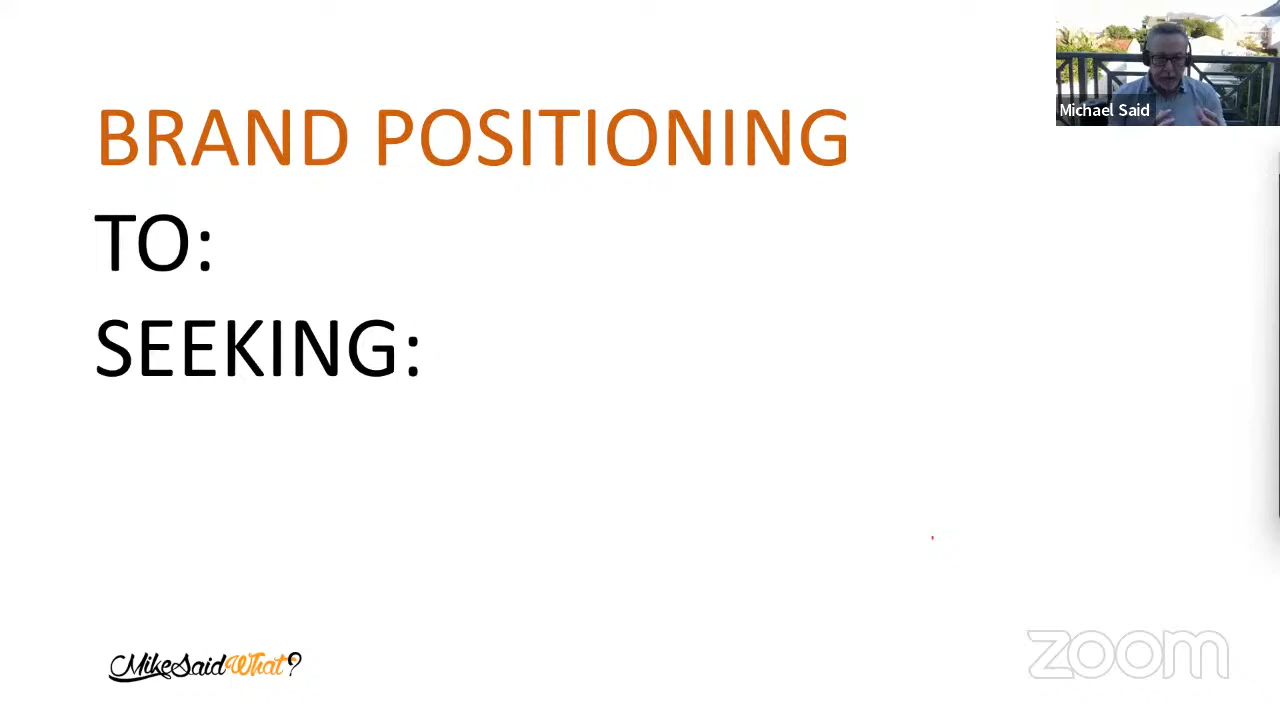 Michael Said
BRAND POSITIONING
TO:
SEEKING:
MikeSaidWhat?
zoom